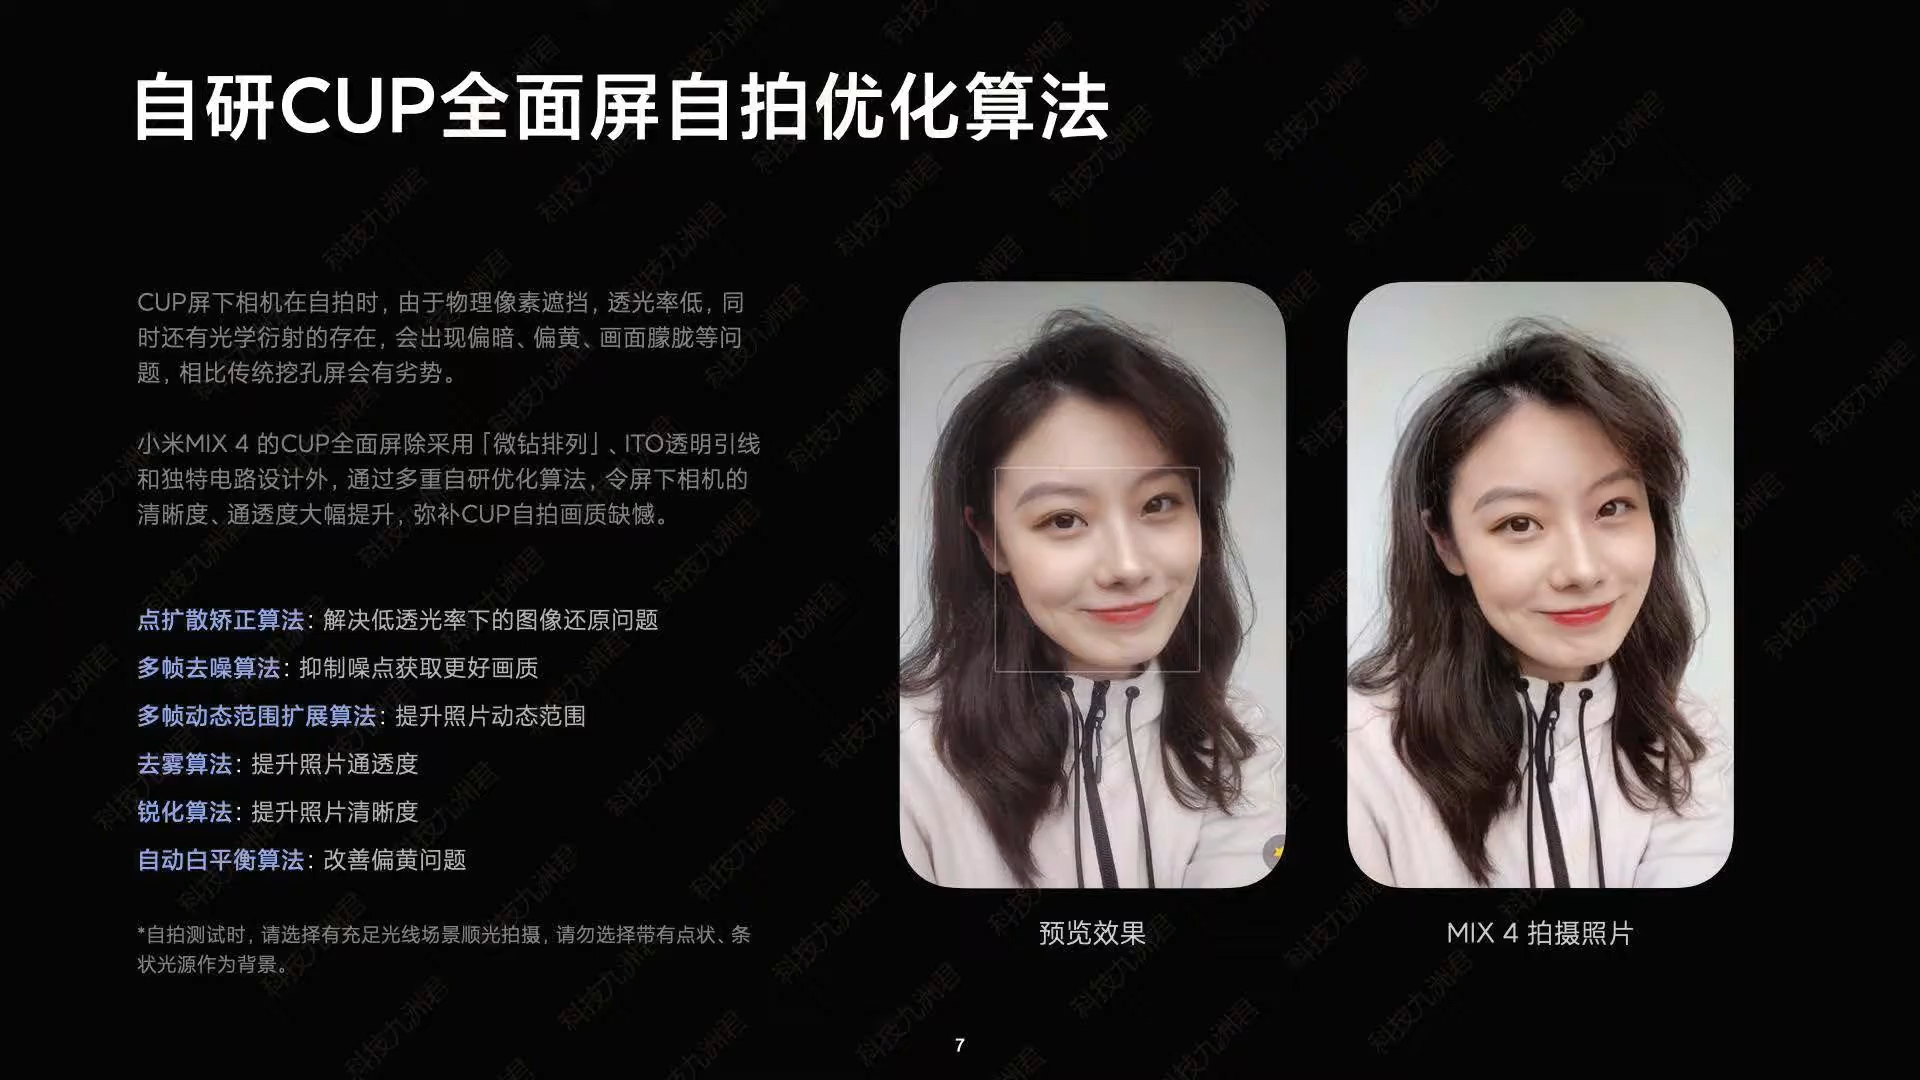 自研CUP全面屏自拍优化算法
CUP屏下相机在自拍时，由于物理像素遮挡，透光率低，同
时还有光学衍射的存在，会出现偏暗、偏黄、画面朦胧等问
题，相比传统挖孔屏会有劣势。
小米MIX 4 的CUP全面屏除采用「微钻排列」、ITO透明引线
和独特电路设计外，通过多重自研优化算法，令屏下相机的
清晰度、通透度大幅提升，弥补CUP自拍画质缺憾。
点扩散矫正算法：解决低透光率下的图像还原问题
多帧去噪算法：抑制噪点获取更好画质
多帧动态范围扩展算法：提升照片动态范围
去雾算法：提升照片通透度
锐化算法：提升照片清晰度
自动白平衡算法：改善偏黄问题
*自拍测试时，请选择有充足光线场景顺光拍摄，请勿选择带有点状、条
状光源作为背景。
预览效果
MIX 4 拍摄照片
7
科技九洲君